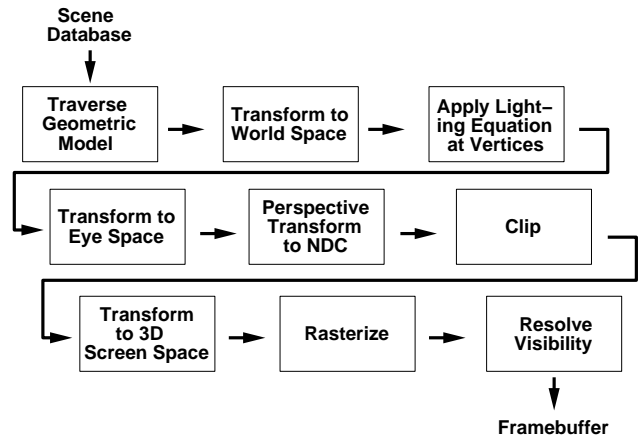 Scene
Database
Traverse
Geometric
Model
Transform to
World Space
Apply Light−
ing Equation
at Vertices
Transform to
Eye Space
Perspective
Transform
to NDC
Clip
Transform
to 3D
Screen Space
Rasterize
Resolve
Visibility
Framebuffer